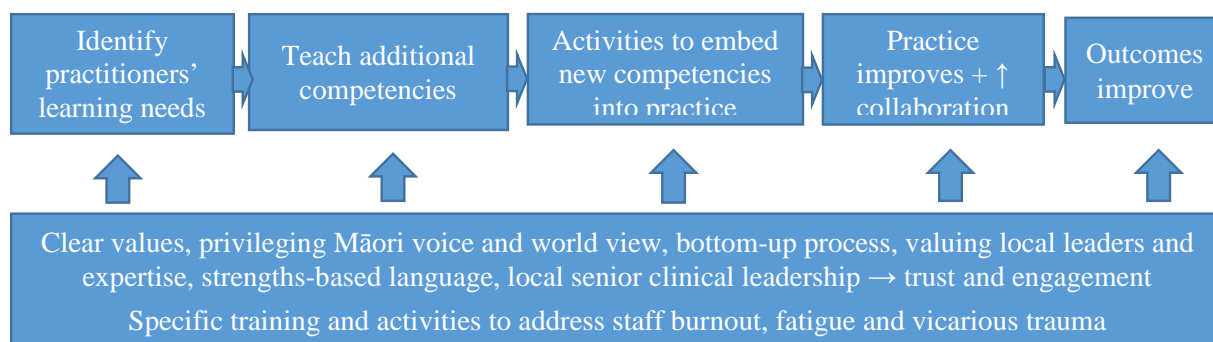 Identify
practitioners’
learning needs
Teach additional
competencies
Activities to embed
new competencies
into practice
Practice
improves + ↑
collaboration
Outcomes
improve
Clear values, privileging Māori voice and world view, bottom-up process, valuing local leaders and
expertise, strengths-based language, local senior clinical leadership → trust and engagement
Specific training and activities to address staff burnout, fatigue and vicarious trauma